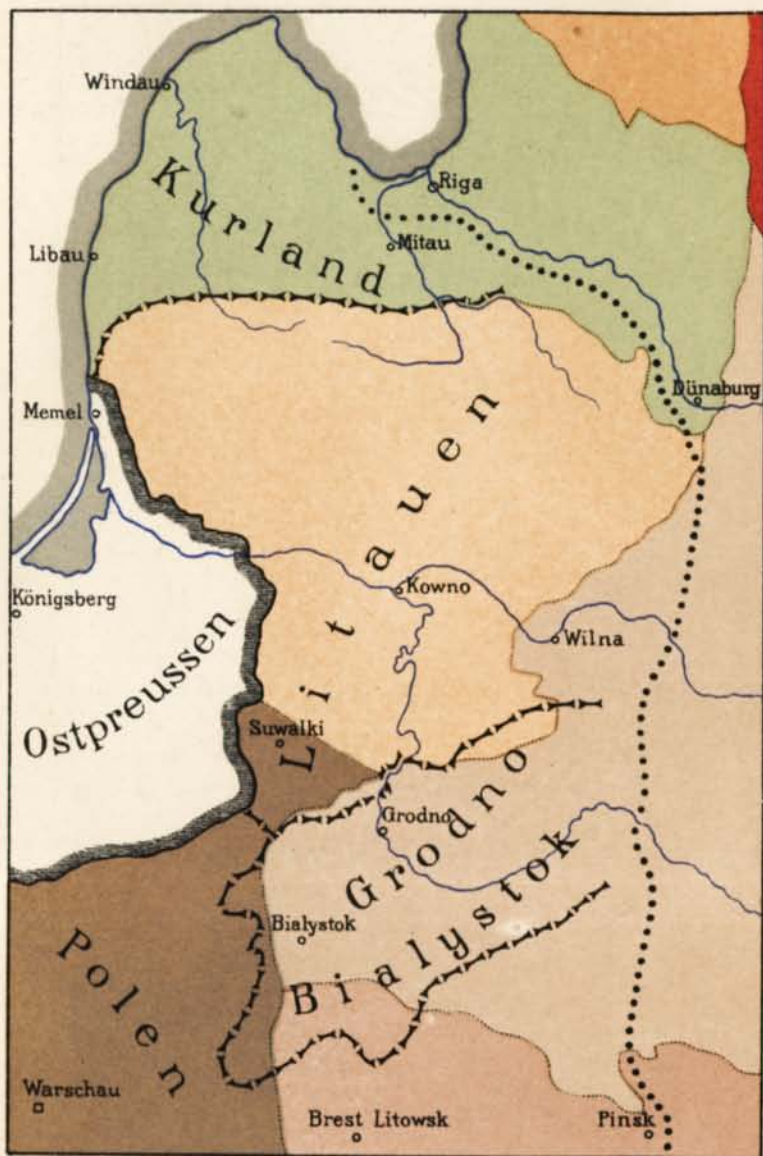 Windau
Riga
Kurland
Mitau
Libau
Dünaburg
Memel
Litauen
Kowno
Königsberg
Wilna
Ostpreussen
Suwalki
Grodno
Grodno
Bialystok
Bialystok
Polen
Warschau
Brest Litowsk
Pinsk